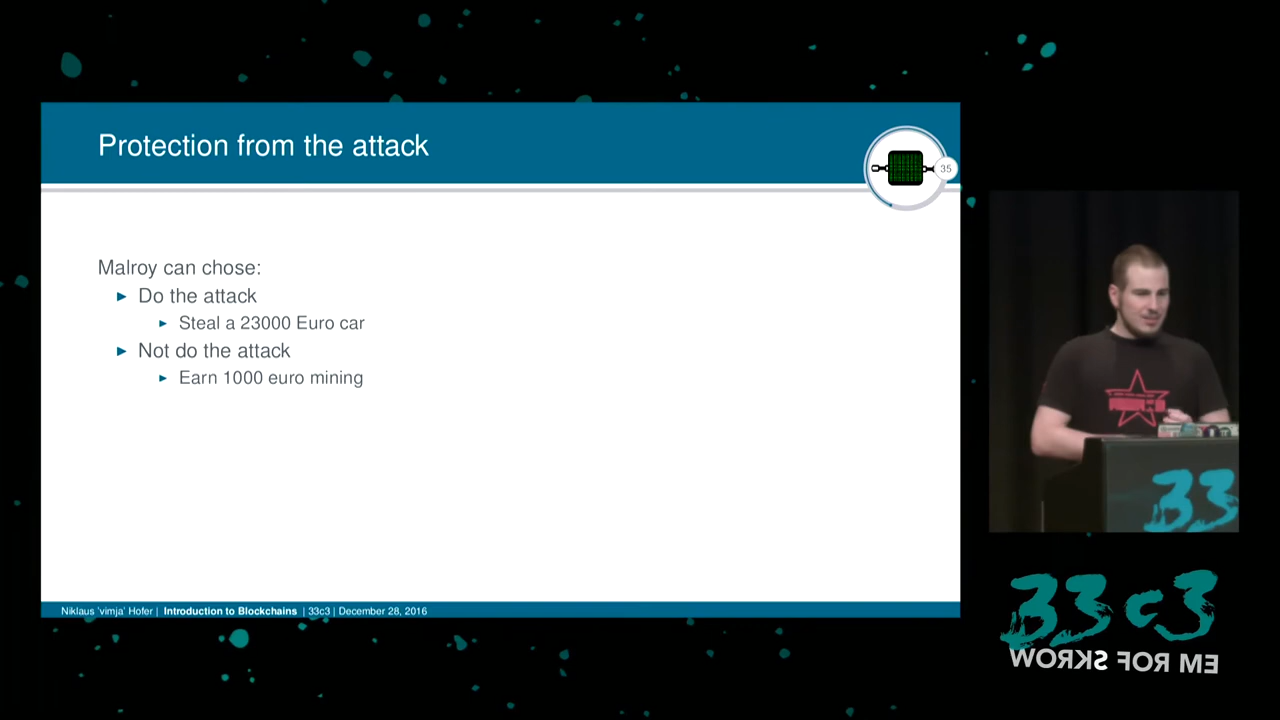 Protection from the attack
35
Malroy can chose:
Do the attack
Steal a 23000 Euro car
Not do the attack
Earn 1000 euro mining
Niklaus 'vimja' Hofer | Introduction to Blockchains | 33c3 | December 28, 2016
33
33c3
WORKS FOR ME